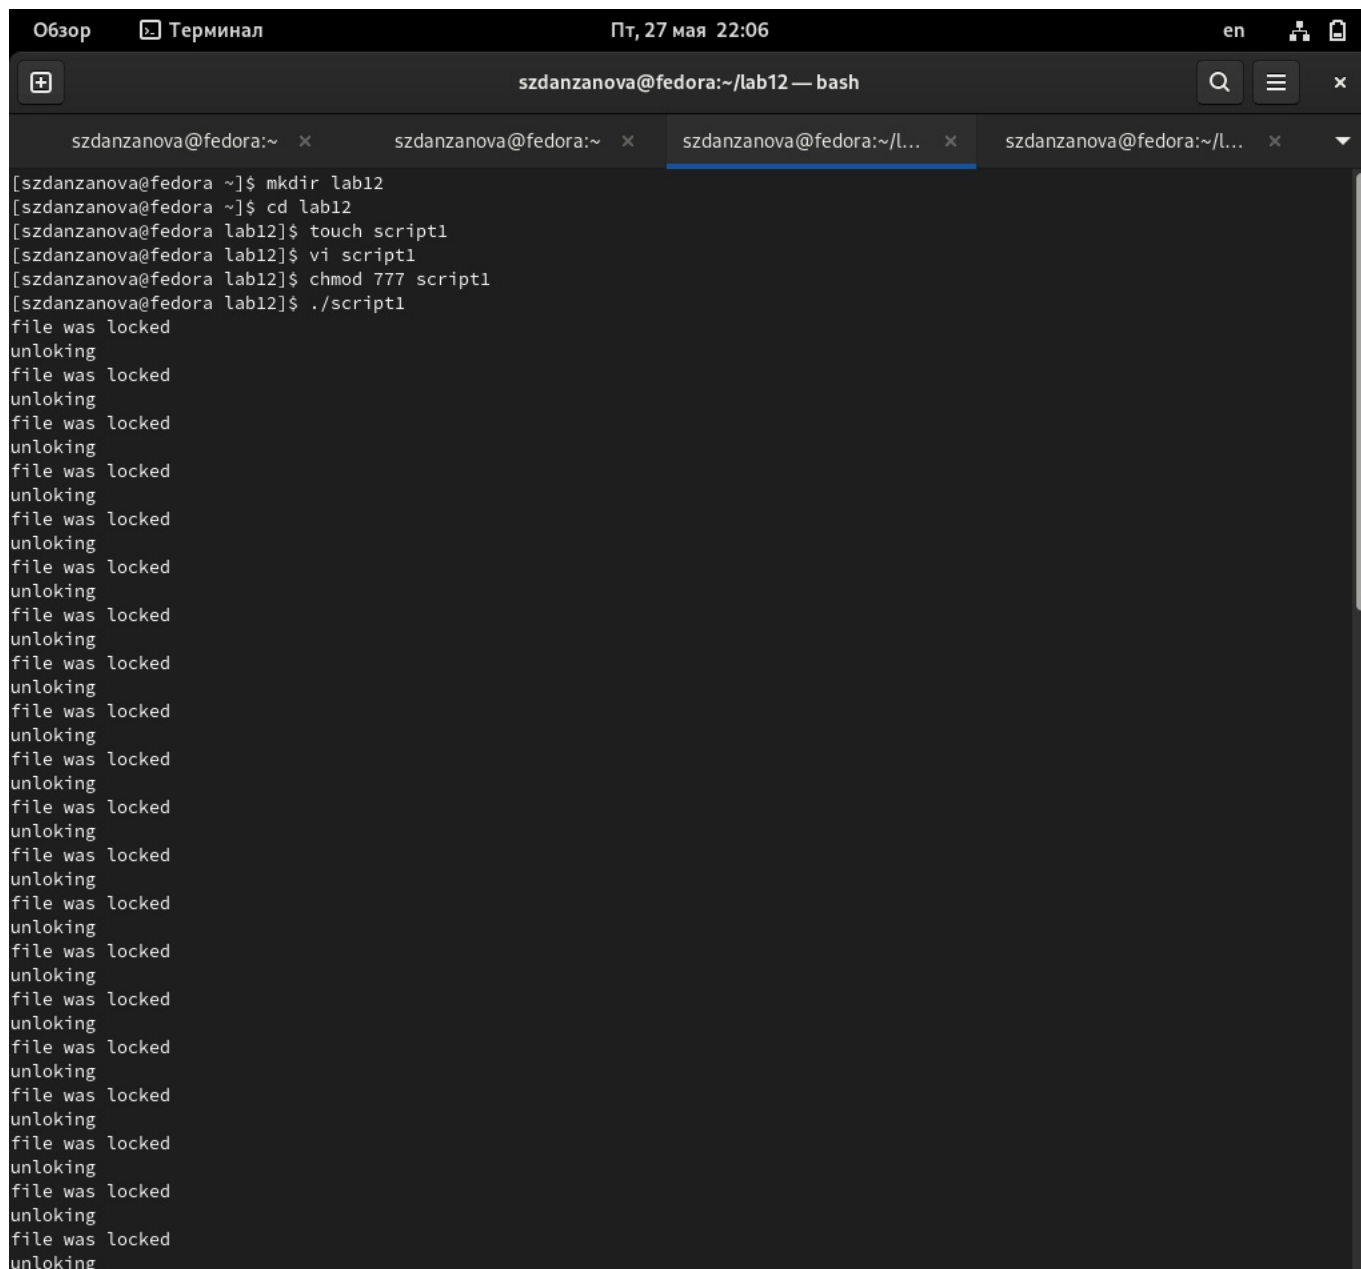 Обзор Терминал Пт, 27 мая 22:06 en
szdanzanova@fedora:~/lab12 — bash
szdanzanova@fedora:~ szdanzanova@fedora:~ szdanzanova@fedora:~/l... szdanzanova@fedora:~/l...
[szdanzanova@fedora ~]$ mkdir lab12
[szdanzanova@fedora ~]$ cd lab12
[szdanzanova@fedora lab12]$ touch script1
[szdanzanova@fedora lab12]$ vi script1
[szdanzanova@fedora lab12]$ chmod 777 script1
[szdanzanova@fedora lab12]$ ./script1
file was locked
unloking
file was locked
unloking
file was locked
unloking
file was locked
unloking
file was locked
unloking
file was locked
unloking
file was locked
unloking
file was locked
unloking
file was locked
unloking
file was locked
unloking
file was locked
unloking
file was locked
unloking
file was locked
unloking
file was locked
unloking
file was locked
unloking
file was locked
unloking
file was locked
unloking
file was locked
unloking
file was locked
unloking
file was locked
unloking